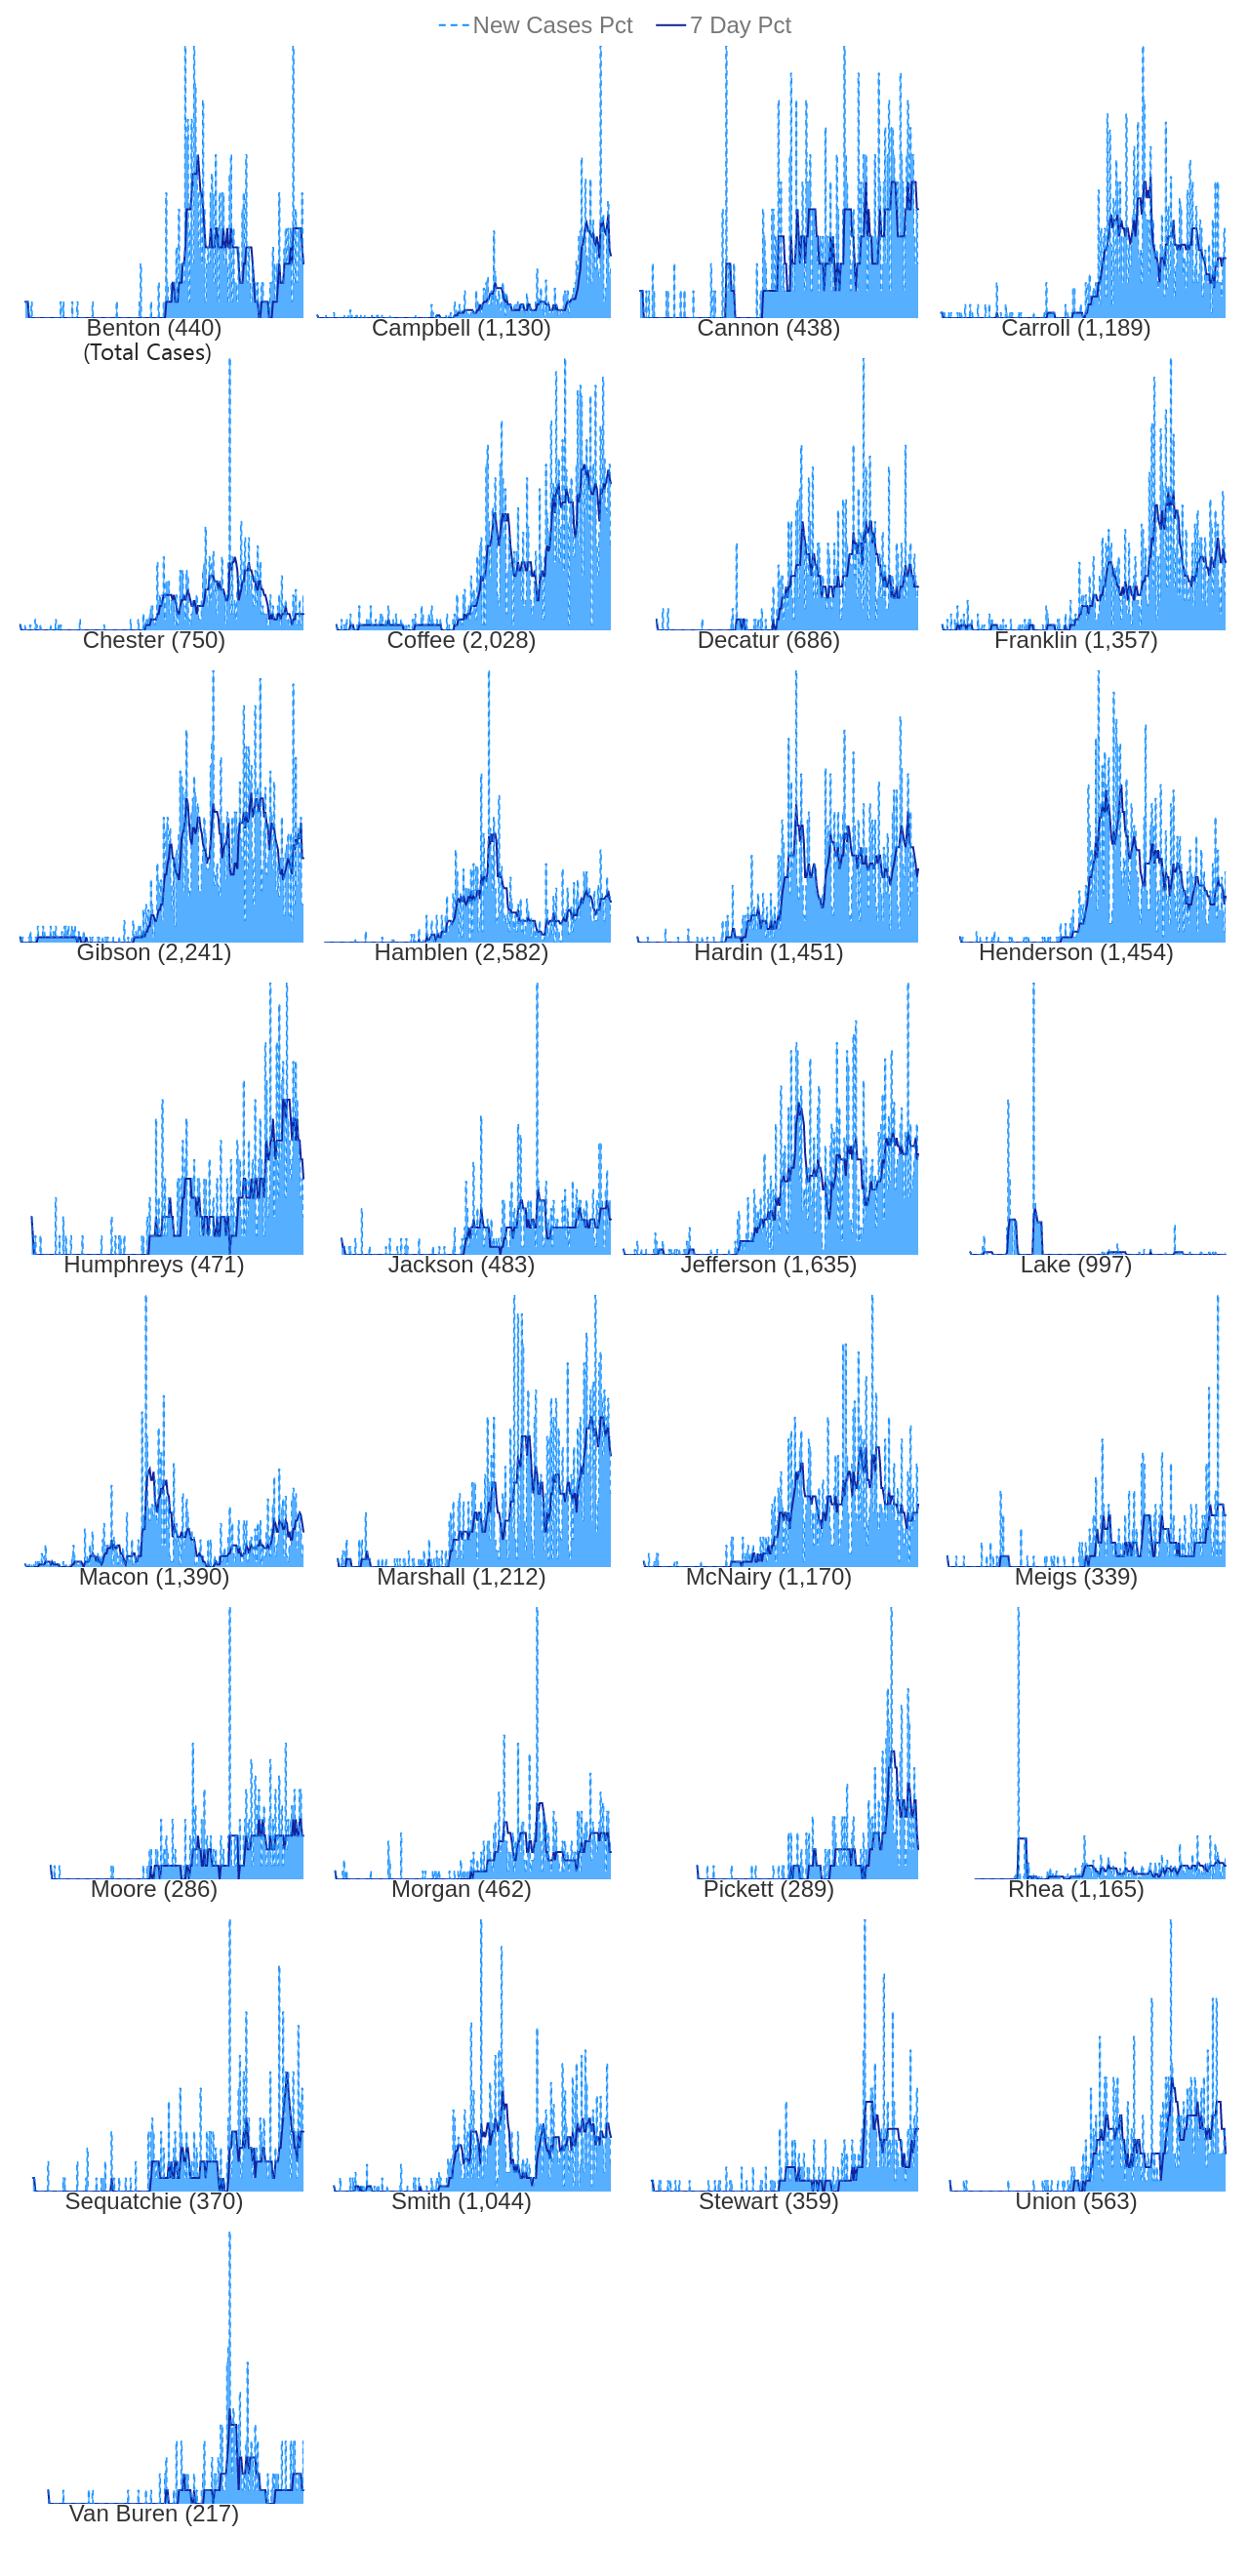 New Cases Pct 7 Day Pct
Benton (440) Campbell (1,130) Cannon (438) Carroll (1,189)
(Total Cases)
Chester (750) Coffee (2,028) Decatur (686) Franklin (1,357)
Gibson (2,241) Hamblen (2,582) Hardin (1,451) Henderson (1,454)
Humphreys (471) Jackson (483) Jefferson (1,635) Lake (997)
Macon (1,390) Marshall (1,212) McNairy (1,170) Meigs (339)
Moore (286) Morgan (462) Pickett (289) Rhea (1,165)
Sequatchie (370) Smith (1,044) Stewart (359) Union (563)
Van Buren (217)